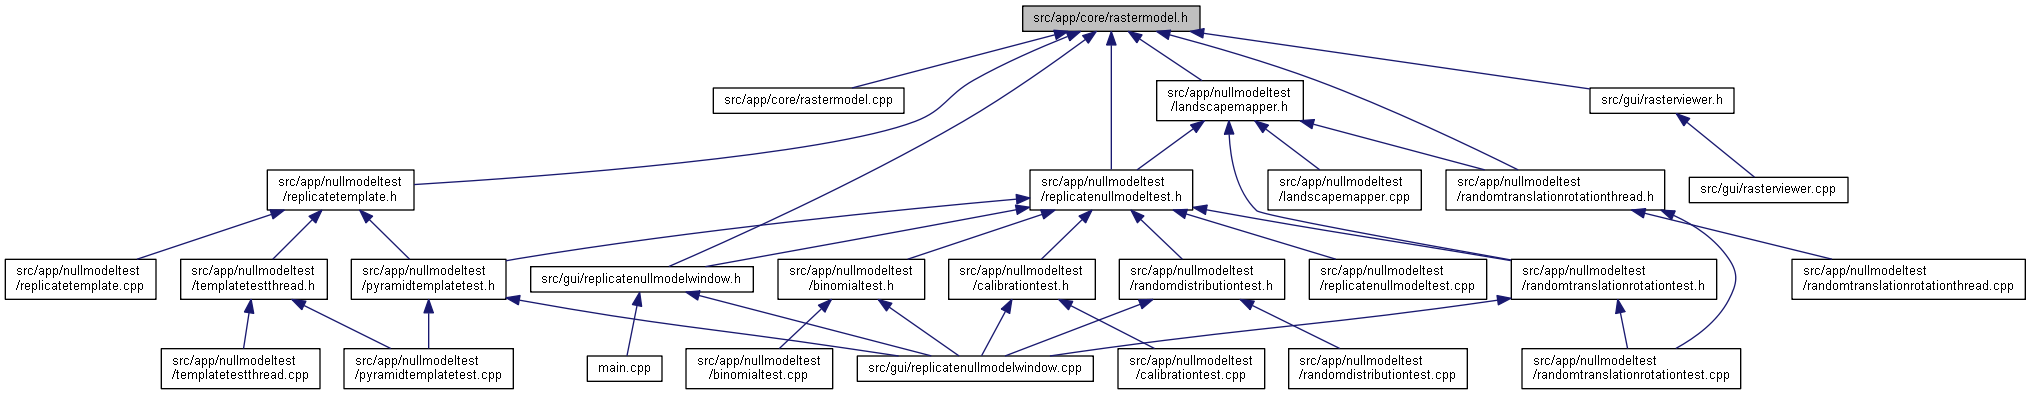 src/app/core/rastermodel.h
src/app/core/rastermodel.cpp
src/app/nullmodeltest
/landscapemapper.h
src/gui/rasterviewer.h
src/app/nullmodeltest
/replicatetemplate.h
src/app/nullmodeltest
/replicatenullmodeltest.h
src/app/nullmodeltest
/landscapemapper.cpp
src/app/nullmodeltest
/randomtranslationrotationthread.h
src/gui/rasterviewer.cpp
src/app/nullmodeltest
/replicatetemplate.cpp
src/app/nullmodeltest
/templatetestthread.h
src/app/nullmodeltest
/pyramidtemplatetest.h
src/gui/replicatenullmodelwindow.h
src/app/nullmodeltest
/binomialtest.h
src/app/nullmodeltest
/calibrationtest.h
src/app/nullmodeltest
/randomdistributiontest.h
src/app/nullmodeltest
/replicatenullmodeltest.cpp
src/app/nullmodeltest
/randomtranslationrotationtest.h
src/app/nullmodeltest
/randomtranslationrotationthread.cpp
src/app/nullmodeltest
/templatetestthread.cpp
src/app/nullmodeltest
/pyramidtemplatetest.cpp
main.cpp
src/app/nullmodeltest
/binomialtest.cpp
src/gui/replicatenullmodelwindow.cpp
src/app/nullmodeltest
/calibrationtest.cpp
src/app/nullmodeltest
/randomdistributiontest.cpp
src/app/nullmodeltest
/randomtranslationrotationtest.cpp